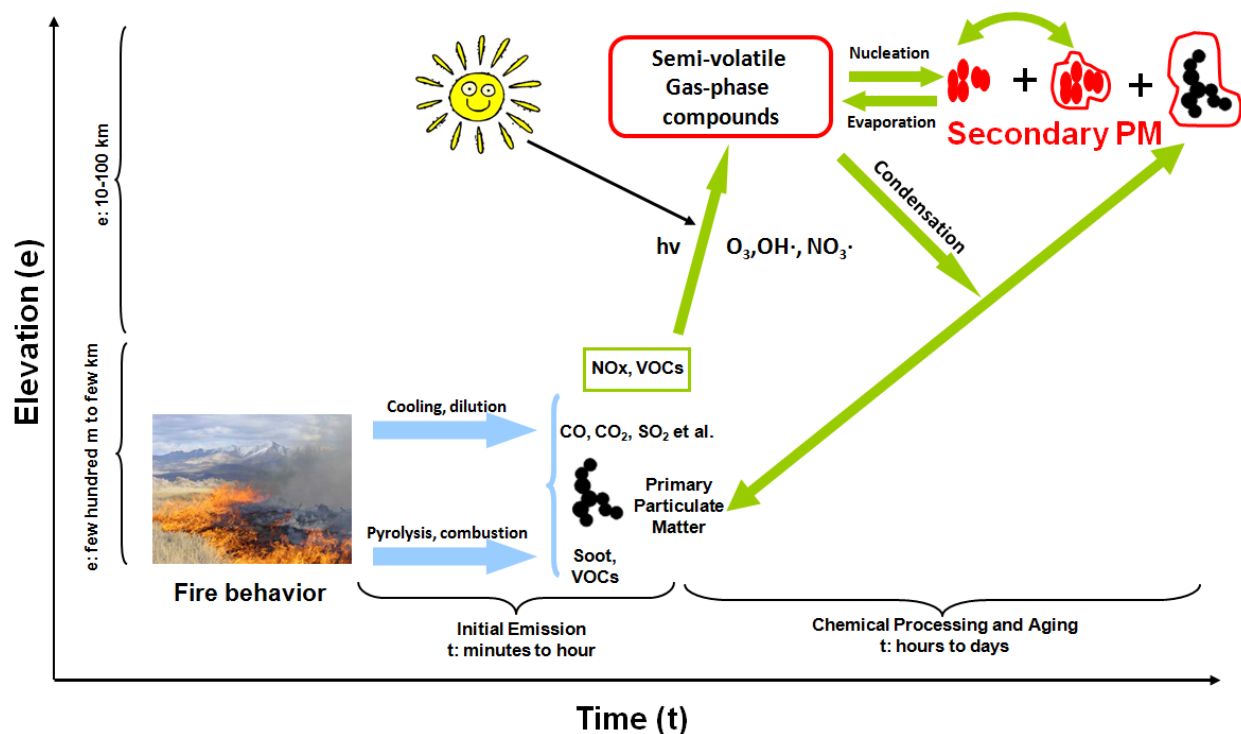 Semi-volatile
Gas-phase
compounds
Nucleation
Evaporation
+
+
Secondary PM
Condensation
hv
O₃,OH·, NO₃·
e: 10-100 km
Elevation (e)
e: few hundred m to few km
NOx, VOCs
Cooling, dilution
CO, CO₂, SO₂ et al.
Primary
Particulate
Matter
Pyrolysis, combustion
Soot,
VOCs
Fire behavior
Initial Emission
t: minutes to hour
Chemical Processing and Aging
t: hours to days
Time (t)